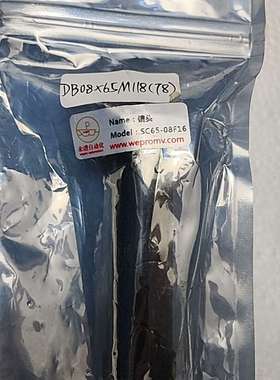 DB08X65M118(78)
Name : 镜头
Model : SC65-08F16
www.wepromv.com